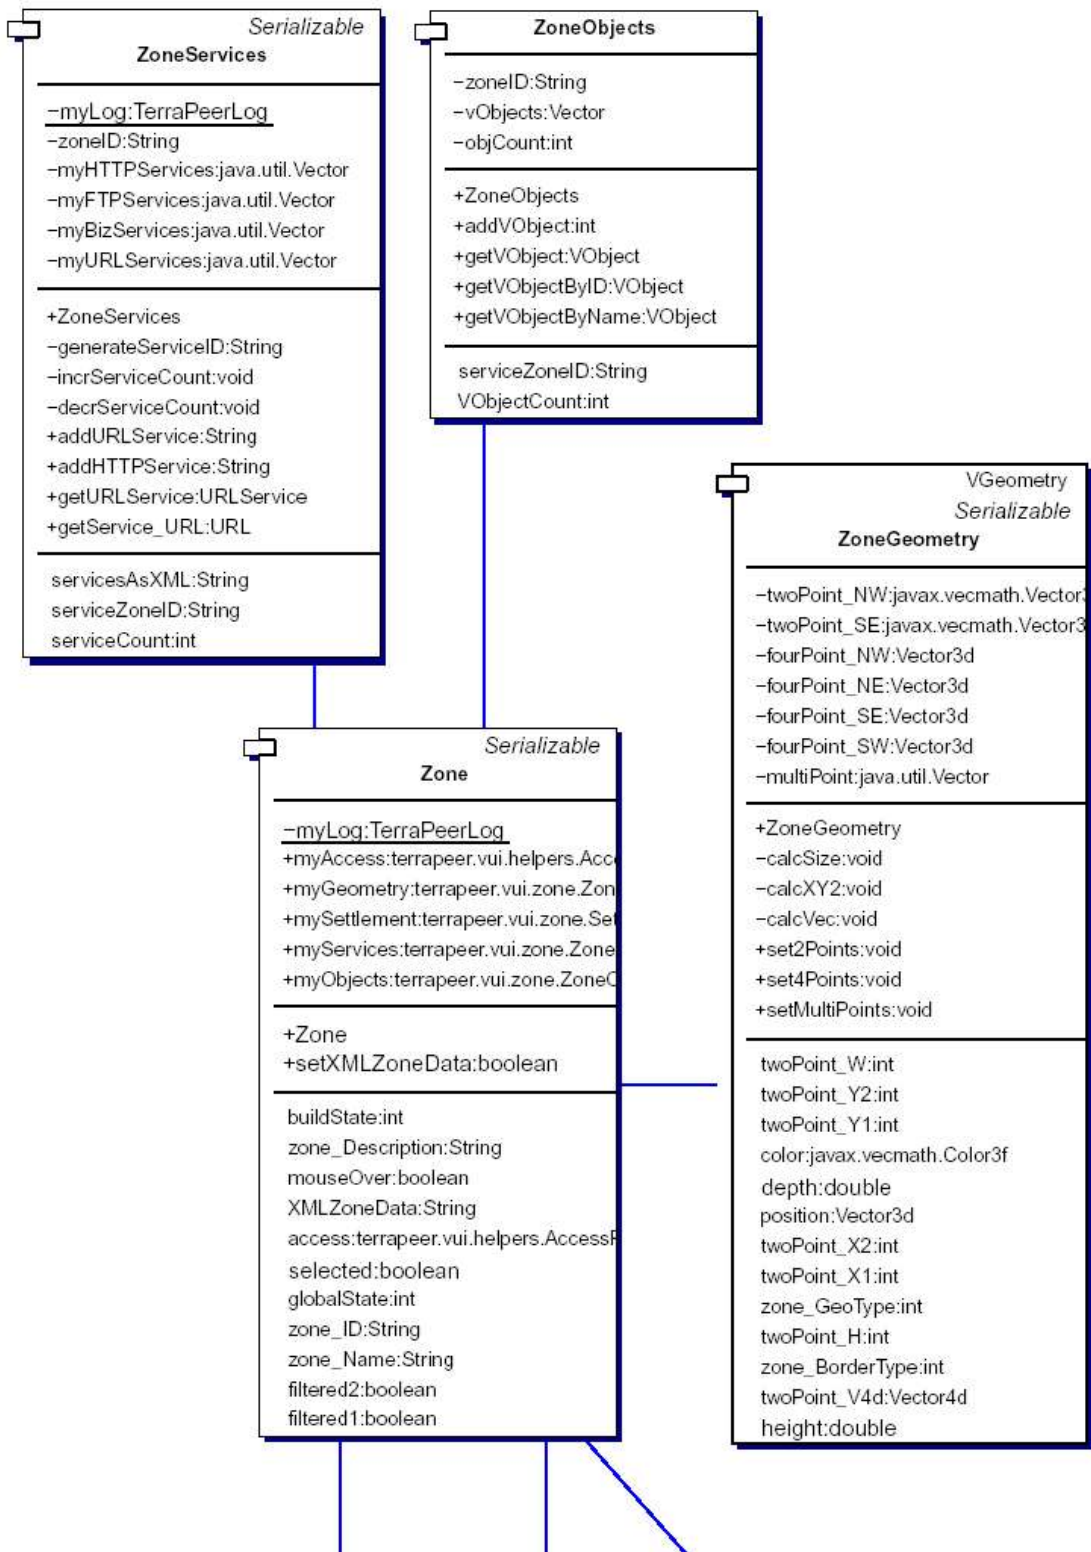 Serializable
ZoneServices
−myLog:TerraPeerLog
−zoneID:String
−myHTTPServices:java.util.Vector
−myFTPServices:java.util.Vector
−myBizServices:java.util.Vector
−myURLServices:java.util.Vector
+ZoneServices
−generateServiceID:String
−incrServiceCount:void
−decrServiceCount:void
+addURLService:String
+addHTTPService:String
+getURLService:URLService
+getService_URL:URL
servicesAsXML:String
serviceZoneID:String
serviceCount:int
ZoneObjects
−zoneID:String
−vObjects:Vector
−objCount:int
+ZoneObjects
+addVObject:int
+getVObject:VObject
+getVObjectByID:VObject
+getVObjectByName:VObject
serviceZoneID:String
VObjectCount:int
VGeometry
Serializable
ZoneGeometry
−twoPoint_NW:javax.vecmath.Vector3
−twoPoint_SE:javax.vecmath.Vector3
−fourPoint_NW:Vector3d
−fourPoint_NE:Vector3d
−fourPoint_SE:Vector3d
−fourPoint_SW:Vector3d
−multiPoint:java.util.Vector
+ZoneGeometry
−calcSize:void
−calcXY2:void
−calcVec:void
+set2Points:void
+set4Points:void
+setMultiPoints:void
twoPoint_W:int
twoPoint_Y2:int
twoPoint_Y1:int
color:javax.vecmath.Color3f
depth:double
position:Vector3d
twoPoint_X2:int
twoPoint_X1:int
zone_GeoType:int
twoPoint_H:int
zone_BorderType:int
twoPoint_V4d:Vector4d
height:double
Serializable
Zone
−myLog:TerraPeerLog
+myAccess:terrapeer.vui.helpers.Acc
+myGeometry:terrapeer.vui.zone.Zon
+mySettlement:terrapeer.vui.zone.Set
+myServices:terrapeer.vui.zone.Zone
+myObjects:terrapeer.vui.zone.ZoneO
+Zone
+setXMLZoneData:boolean
buildState:int
zone_Description:String
mouseOver:boolean
XMLZoneData:String
access:terrapeer.vui.helpers.Access
selected:boolean
globalState:int
zone_ID:String
zone_Name:String
filtered2:boolean
filtered1:boolean